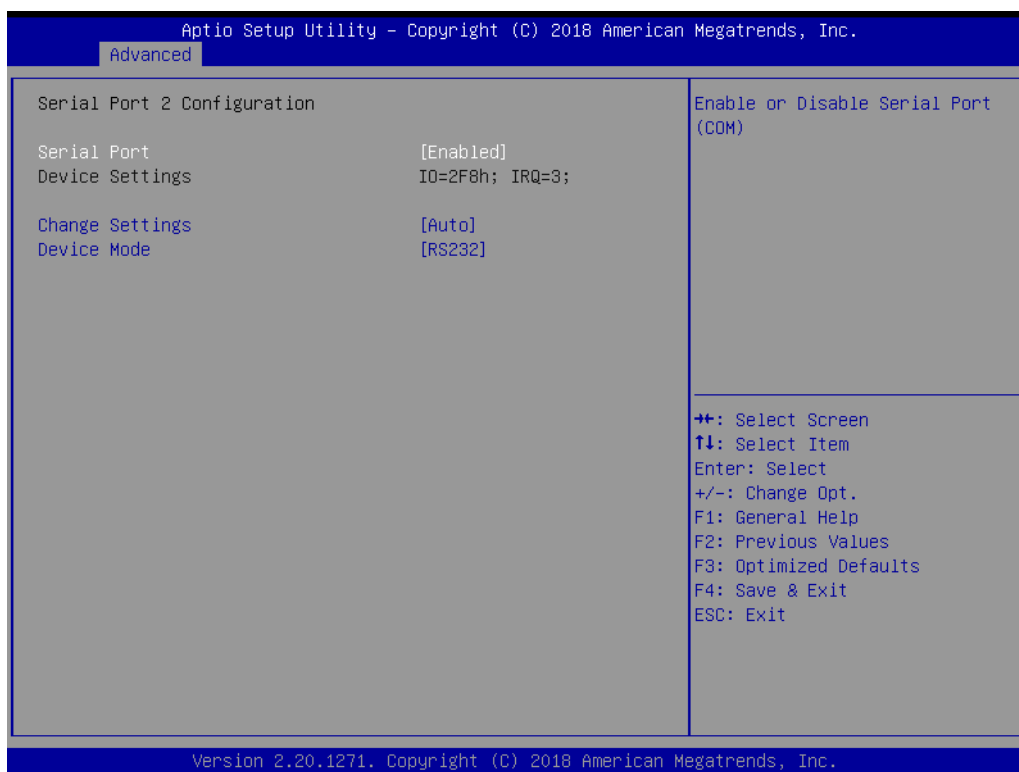 Aptio Setup Utility – Copyright (C) 2018 American Megatrends, Inc.
Advanced
Serial Port 2 Configuration
Serial Port [Enabled]
Device Settings IO=2F8h; IRQ=3;
Change Settings [Auto]
Device Mode [RS232]
Enable or Disable Serial Port
(COM)
→←: Select Screen
↑↓: Select Item
Enter: Select
+/-: Change Opt.
F1: General Help
F2: Previous Values
F3: Optimized Defaults
F4: Save & Exit
ESC: Exit
Version 2.20.1271. Copyright (C) 2018 American Megatrends, Inc.